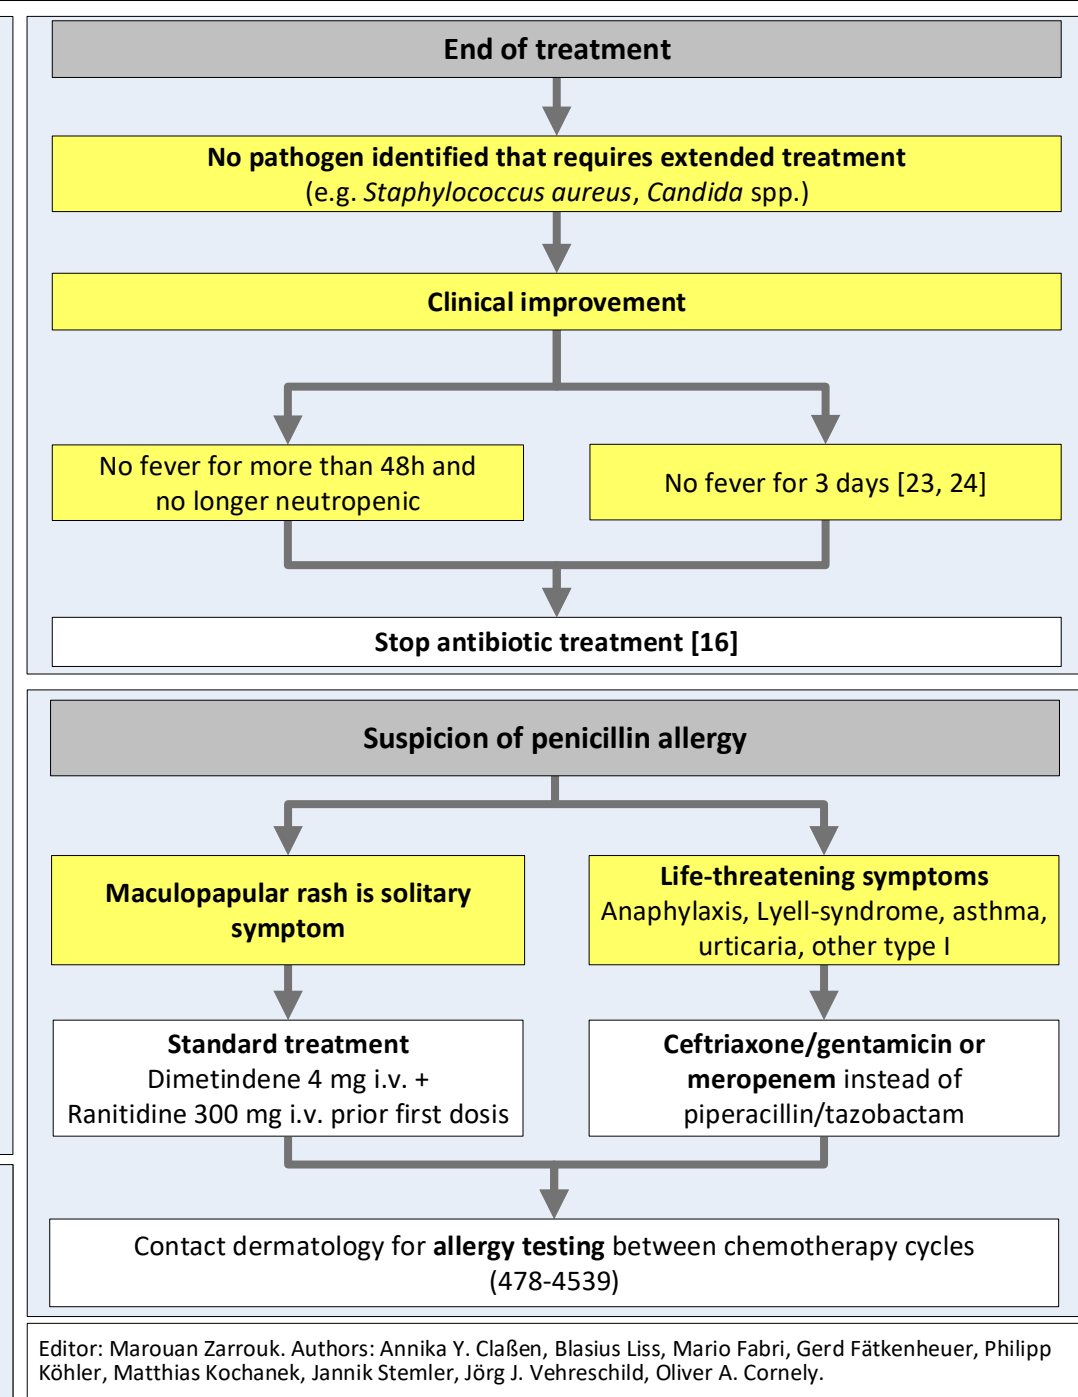 End of treatment
No pathogen identified that requires extended treatment
(e.g. Staphylococcus aureus, Candida spp.)
Clinical improvement
No fever for more than 48h and
no longer neutropenic
No fever for 3 days [23, 24]
Stop antibiotic treatment [16]
Suspicion of penicillin allergy
Maculopapular rash is solitary
symptom
Life-threatening symptoms
Anaphylaxis, Lyell-syndrome, asthma,
urticaria, other type I
Standard treatment
Dimetindene 4 mg i.v. +
Ranitidine 300 mg i.v. prior first dosis
Ceftriaxone/gentamicin or
meropenem instead of
piperacillin/tazobactam
Contact dermatology for allergy testing between chemotherapy cycles
(478-4539)
Editor: Marouan Zarrouk. Authors: Annika Y. Claßen, Blasius Liss, Mario Fabri, Gerd Fätkenheuer, Philipp
Köhler, Matthias Kochanek, Jannik Stemler, Jörg J. Vehreschild, Oliver A. Cornely.